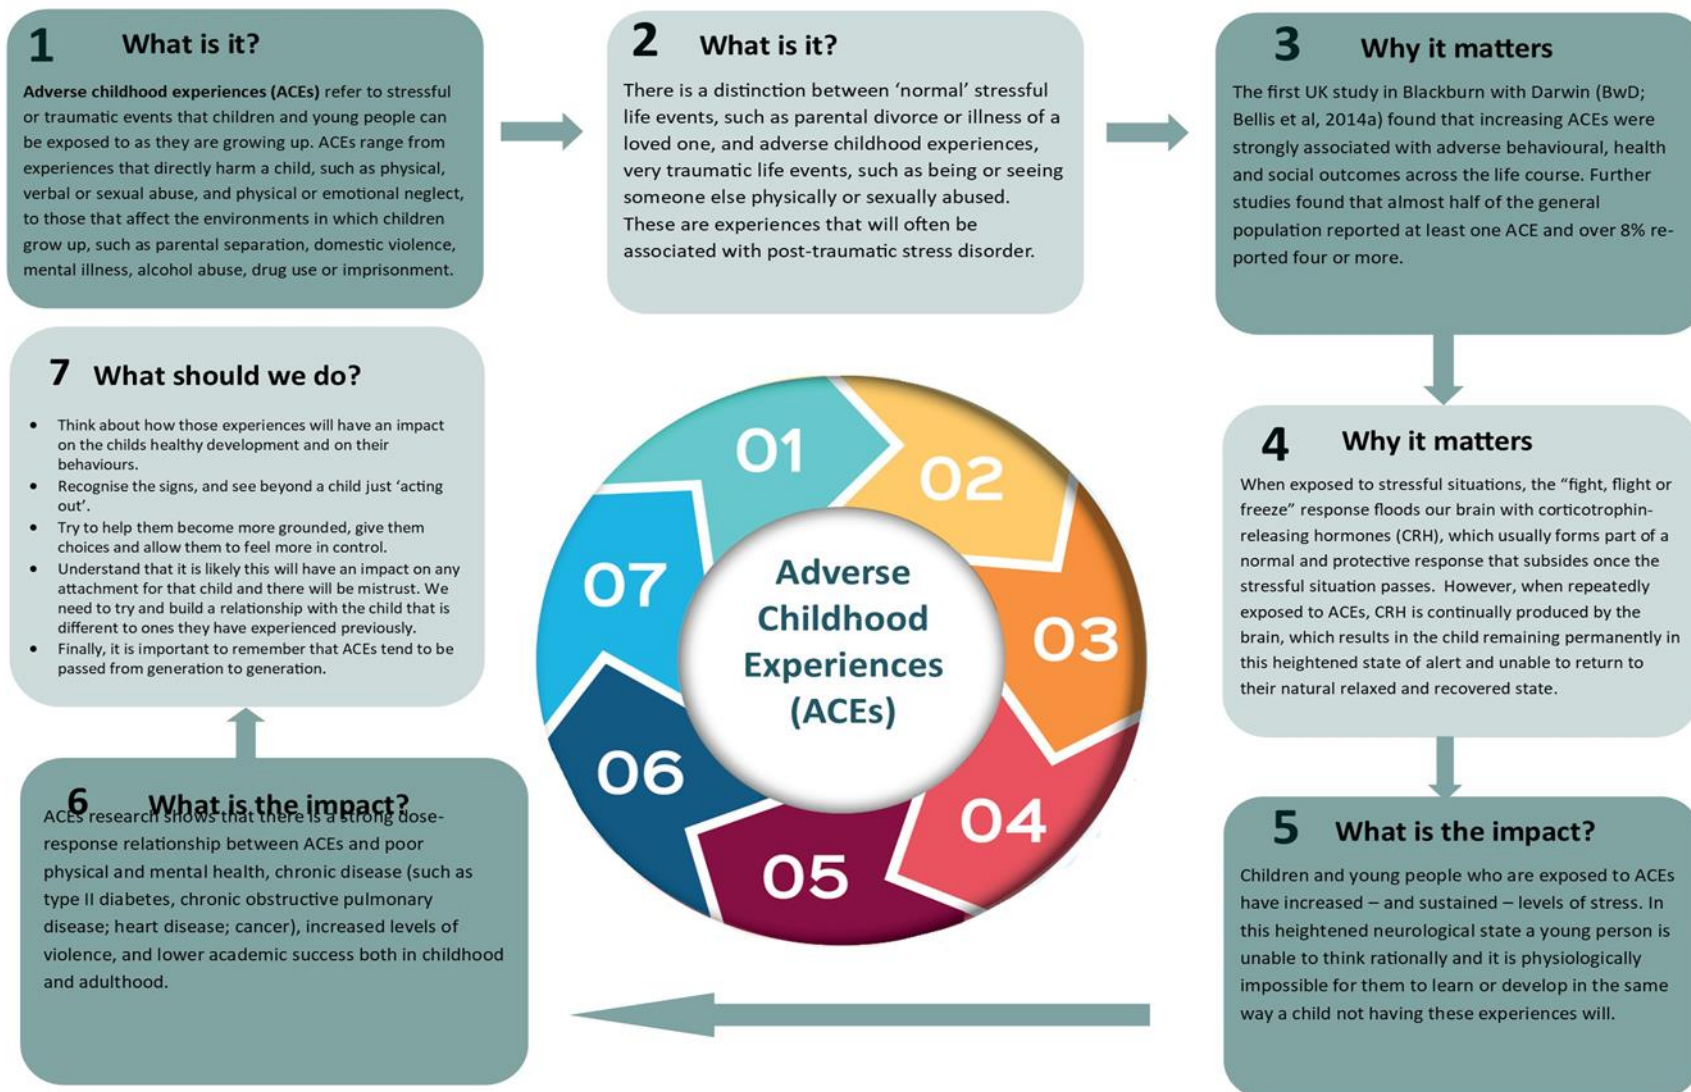 1 What is it?
Adverse childhood experiences (ACEs) refer to stressful
or traumatic events that children and young people can
be exposed to as they are growing up. ACEs range from
experiences that directly harm a child, such as physical,
verbal or sexual abuse, and physical or emotional neglect,
to those that affect the environments in which children
grow up, such as parental separation, domestic violence,
mental illness, alcohol abuse, drug use or imprisonment.
2 What is it?
There is a distinction between ‘normal’ stressful
life events, such as parental divorce or illness of a
loved one, and adverse childhood experiences,
very traumatic life events, such as being or seeing
someone else physically or sexually abused.
These are experiences that will often be
associated with post-traumatic stress disorder.
3 Why it matters
The first UK study in Blackburn with Darwin (BwD;
Bellis et al, 2014a) found that increasing ACEs were
strongly associated with adverse behavioural, health
and social outcomes across the life course. Further
studies found that almost half of the general
population reported at least one ACE and over 8% re-
ported four or more.
4 Why it matters
When exposed to stressful situations, the “fight, flight or
freeze” response floods our brain with corticotrophin-
releasing hormones (CRH), which usually forms part of a
normal and protective response that subsides once the
stressful situation passes.  However, when repeatedly
exposed to ACEs, CRH is continually produced by the
brain, which results in the child remaining permanently in
this heightened state of alert and unable to return to
their natural relaxed and recovered state.
5 What is the impact?
Children and young people who are exposed to ACEs
have increased – and sustained – levels of stress. In
this heightened neurological state a young person is
unable to think rationally and it is physiologically
impossible for them to learn or develop in the same
way a child not having these experiences will.
6 What is the impact?
ACEs research shows that there is a strong dose-
response relationship between ACEs and poor
physical and mental health, chronic disease (such as
type II diabetes, chronic obstructive pulmonary
disease; heart disease; cancer), increased levels of
violence, and lower academic success both in childhood
and adulthood.
7 What should we do?
• Think about how those experiences will have an impact
on the childs healthy development and on their
behaviours.
• Recognise the signs, and see beyond a child just ‘acting
out’.
• Try to help them become more grounded, give them
choices and allow them to feel more in control.
• Understand that it is likely this will have an impact on any
attachment for that child and there will be mistrust. We
need to try and build a relationship with the child that is
different to ones they have experienced previously.
• Finally, it is important to remember that ACEs tend to be
passed from generation to generation.
01
02
03
04
05
06
07
Adverse
Childhood
Experiences
(ACEs)